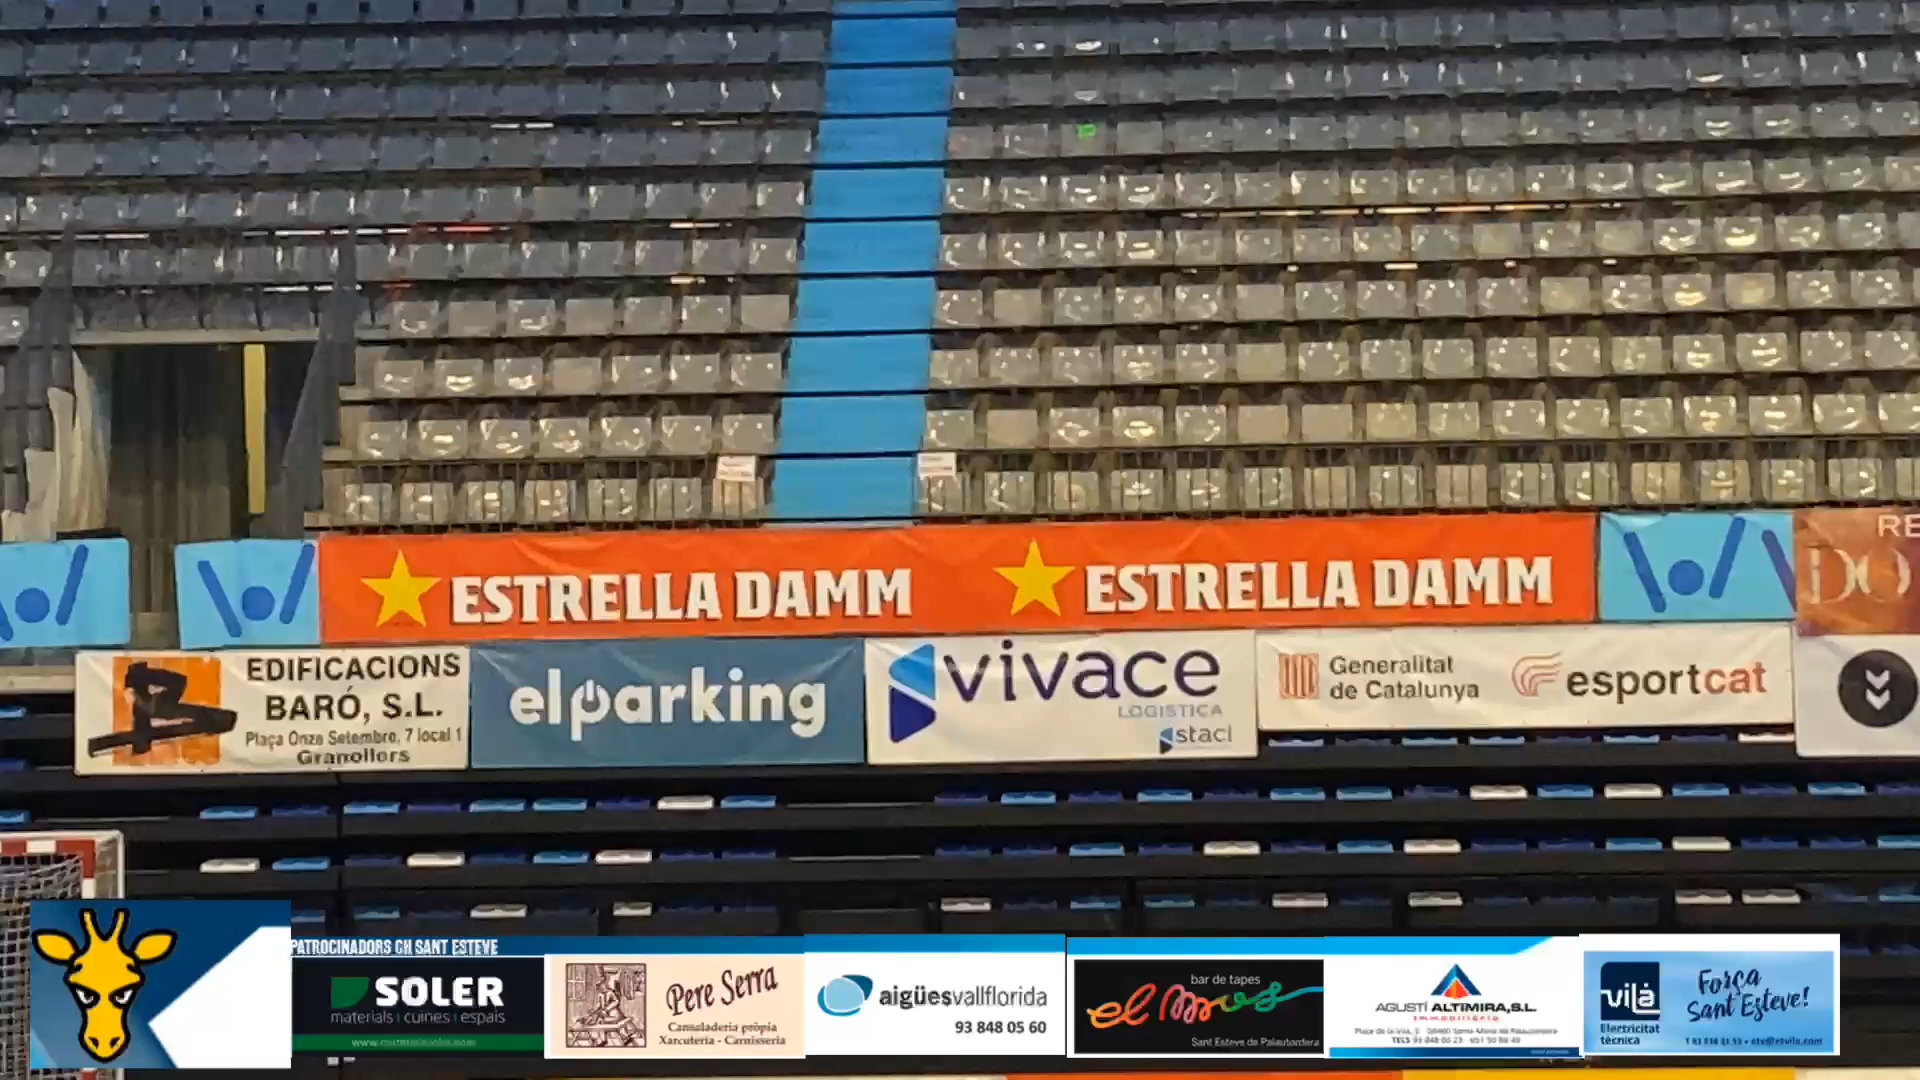 RE
DO
ESTRELLA DAMM
ESTRELLA DAMM
EDIFICACIONS
BARÓ, S.L.
Plaça Onze Setembre, 7 local 1
Granollers
elparking
vivace
LOGISTICA
staci
Generalitat
de Catalunya
esportcat
PATROCINADORS CH SANT ESTEVE
SOLER
materials | cuines | espais
Pere Serra
Cansaladeria pròpia
Xarcuteria - Carnisseria
aigüesvallflorida
93 848 05 60
bar de tapes
el mos
Sant Esteve de Palautordera
AGUSTÍ ALTIMIRA, S.L.
immobiliària
vilà
Electricitat
tècnica
Força
Sant Esteve!